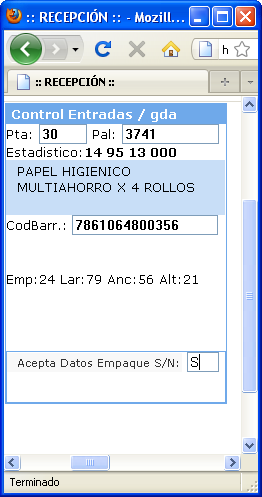 :: RECEPCIÓN :: - Mozill...
h
:: RECEPCIÓN ::
Control Entradas / gda
Pta: 30 Pal: 3741
Estadistico: 14 95 13 000
PAPEL HIGIENICO
MULTIAHORRO X 4 ROLLOS
CodBarr.: 7861064800356
Emp:24 Lar:79 Anc:56 Alt:21
Acepta Datos Empaque S/N: S
Terminado